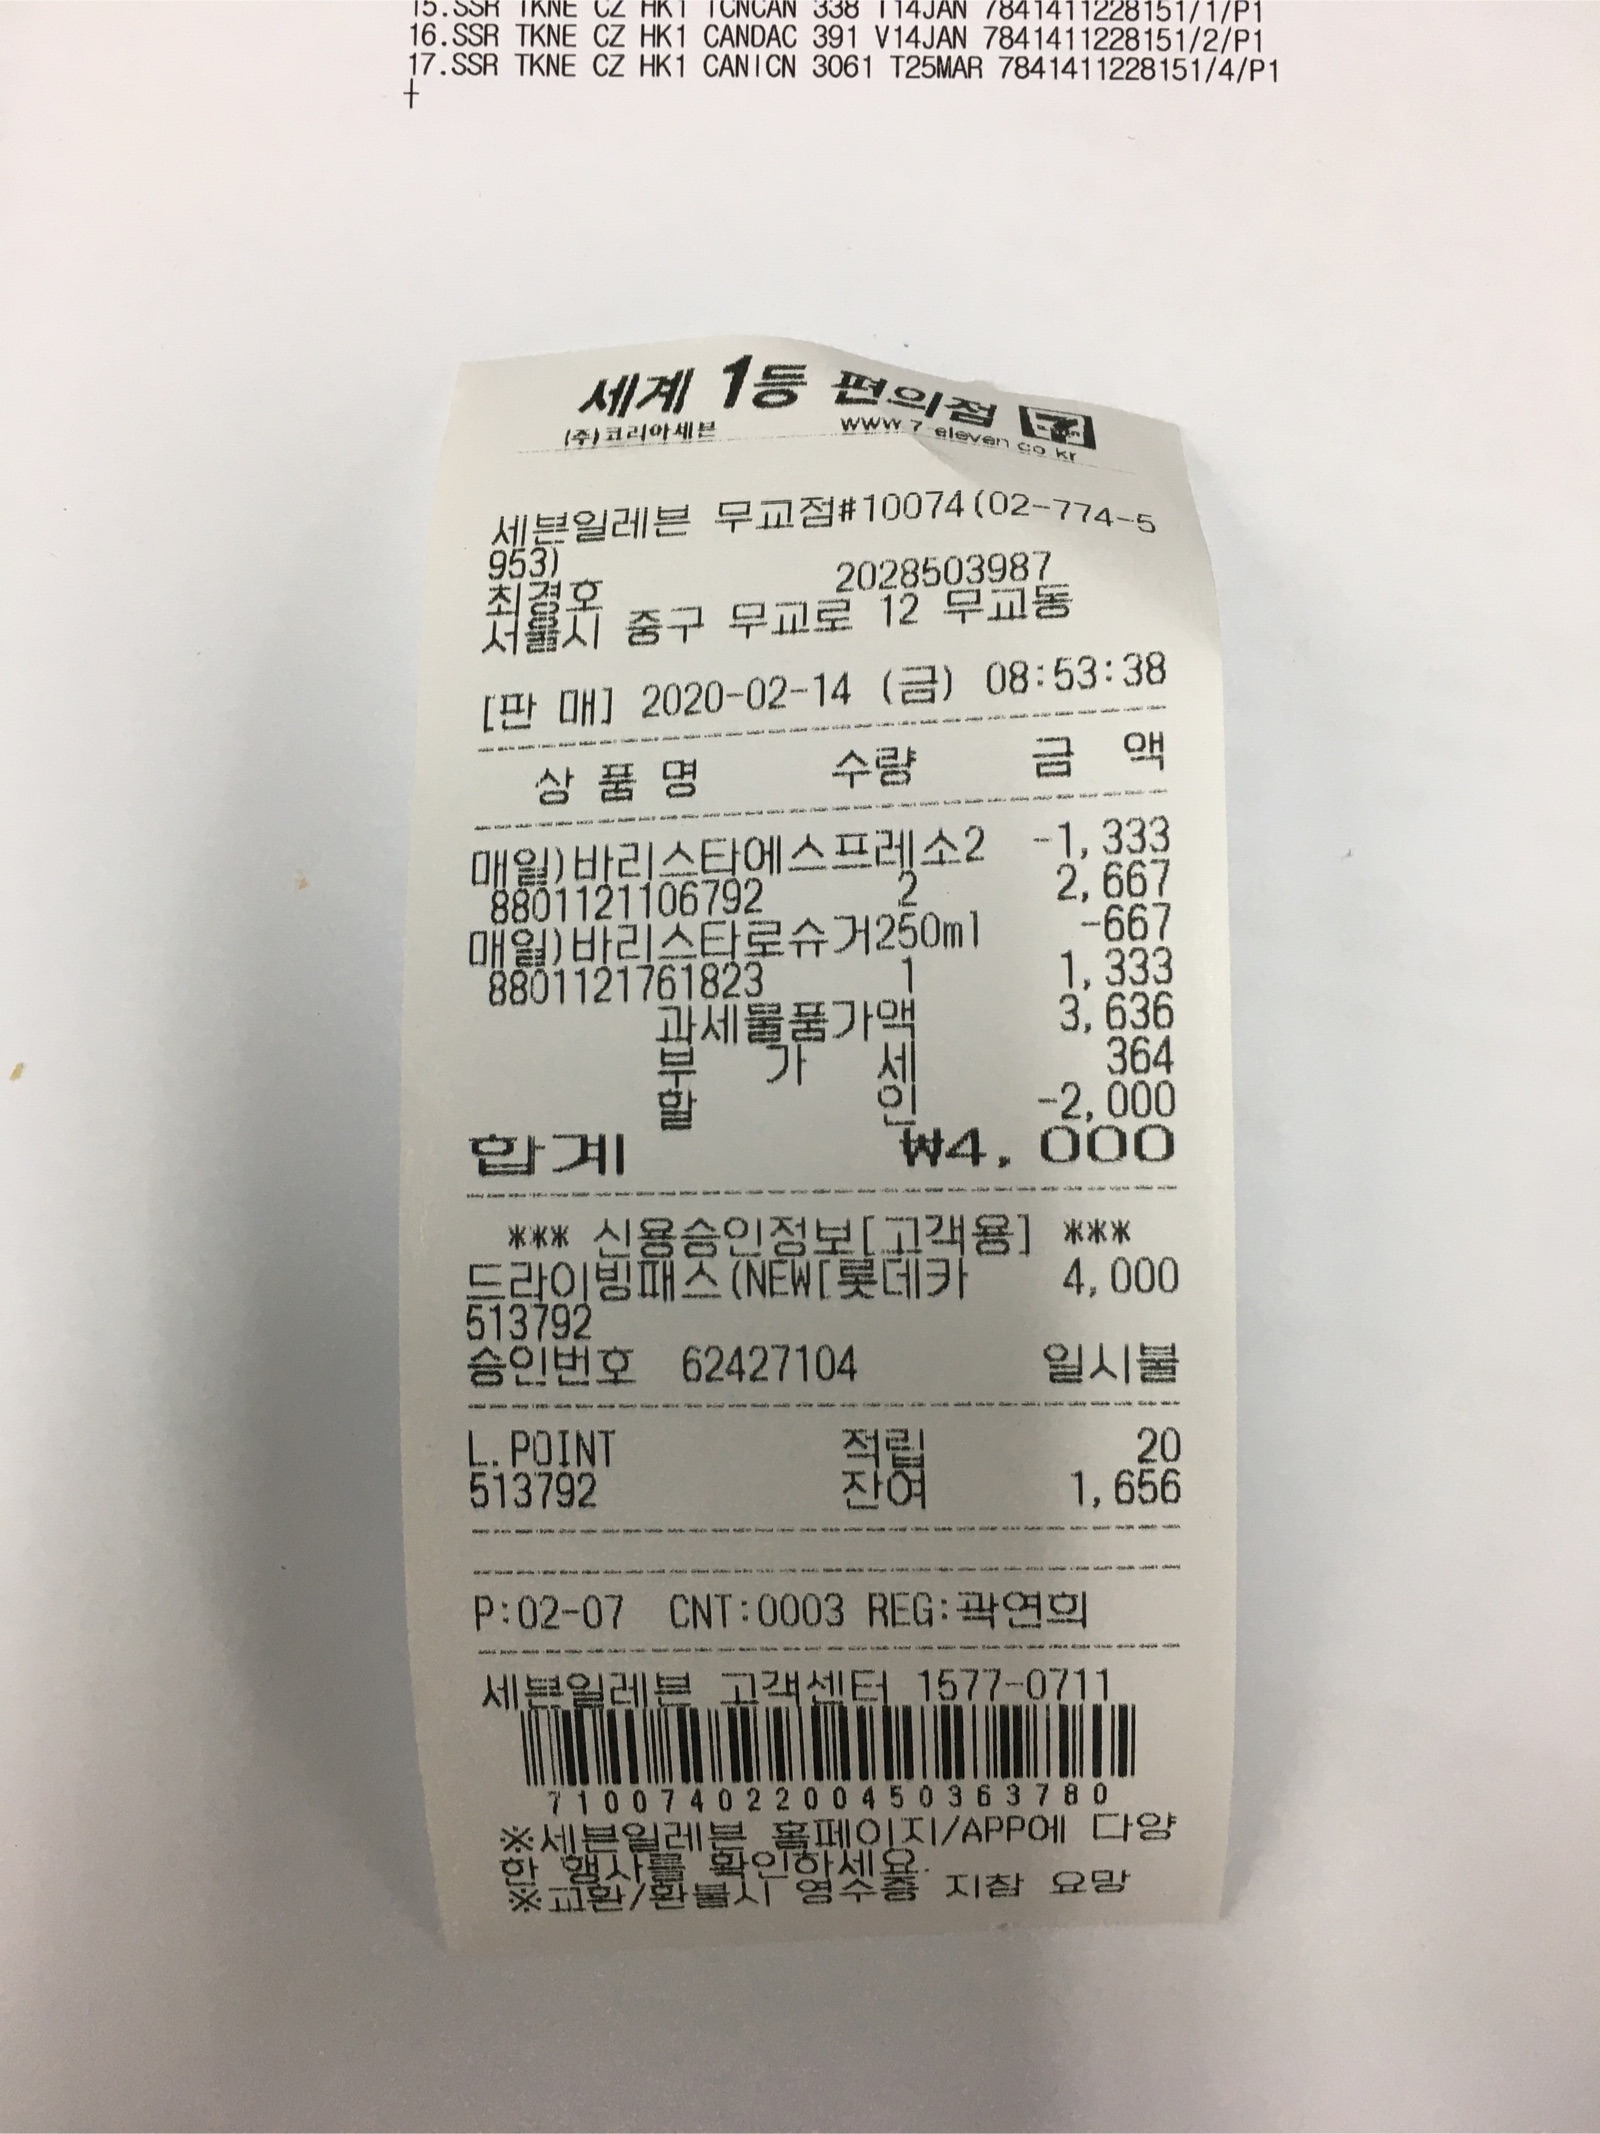 15.SSR TKNE CZ HK1 TCNCAN 338 T14JAN 7841411228151/1/P1
16.SSR TKNE CZ HK1 CANDAC 391 V14JAN 7841411228151/2/P1
17.SSR TKNE CZ HK1 CANICN 3061 T25MAR 7841411228151/4/P1
세계 1등 편의점
(주)코리아세븐 www.7-eleven.co.kr
세븐일레븐 무교점#10074(02-774-5
953)
최경호 2028503987
서울시 중구 무교로 12 무교동
[판 매] 2020-02-14 (금) 08:53:38
상 품 명 수량 금 액
매일)바리스타에스프레소2 -1,333
8801121106792 2 2,667
매일)바리스타로슈거250ml -667
8801121761823 1 1,333
과세물품가액 3,636
부 가 세 364
할 인 -2,000
합계 ₩4,000
*** 신용승인정보[고객용] ***
드라이빙패스(NEW[롯데카 4,000
513792
승인번호 62427104 일시불
L.POINT 적립 20
513792 잔여 1,656
P:02-07 CNT:0003 REG:곽연희
세븐일레븐 고객센터 1577-0711
7100740220045036378​0
※세븐일레븐 홈페이지/APP에 다양
한 행사를 확인하세요.
※교환/환불시 영수증 지참 요망